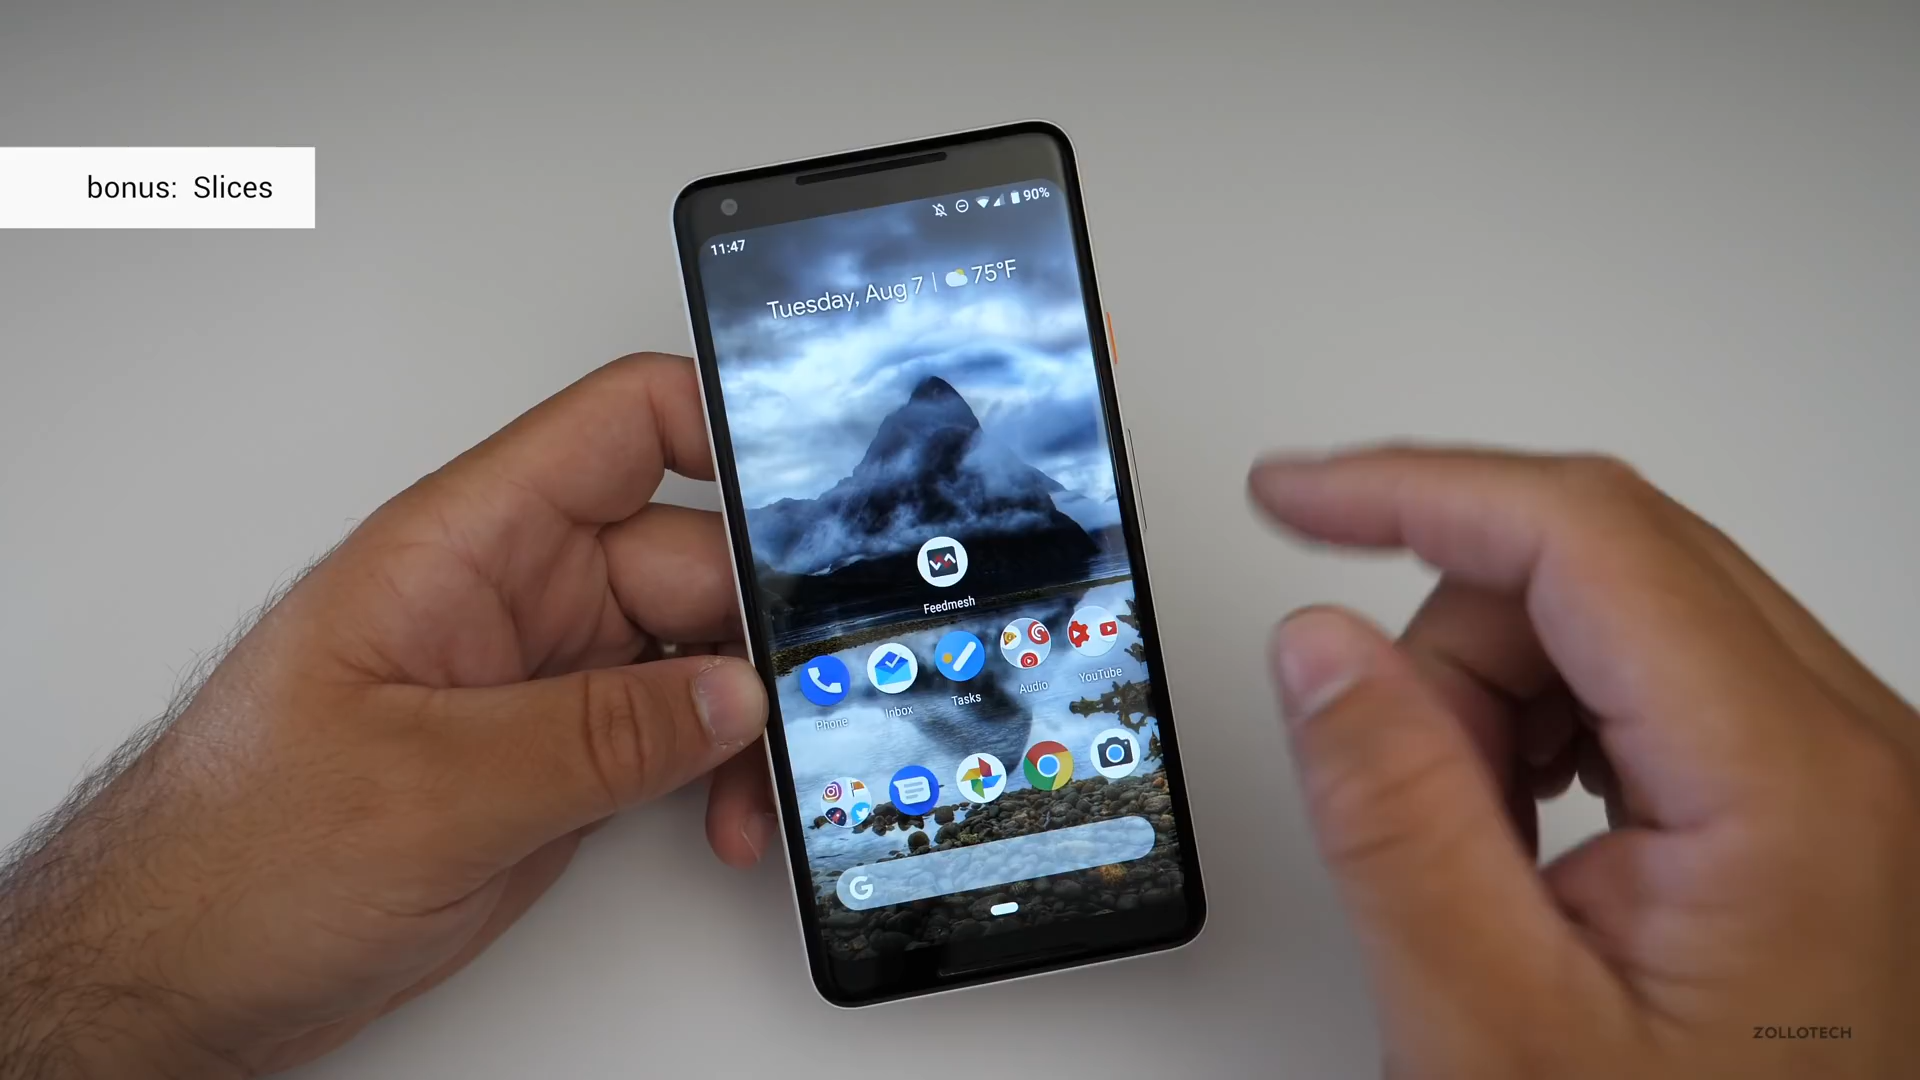 bonus: Slices
90%
11:47
Tuesday, Aug 7 | 75°F
Feedmesh
Phone
Inbox
Tasks
Audio
YouTube
G
ZOLLOTECH